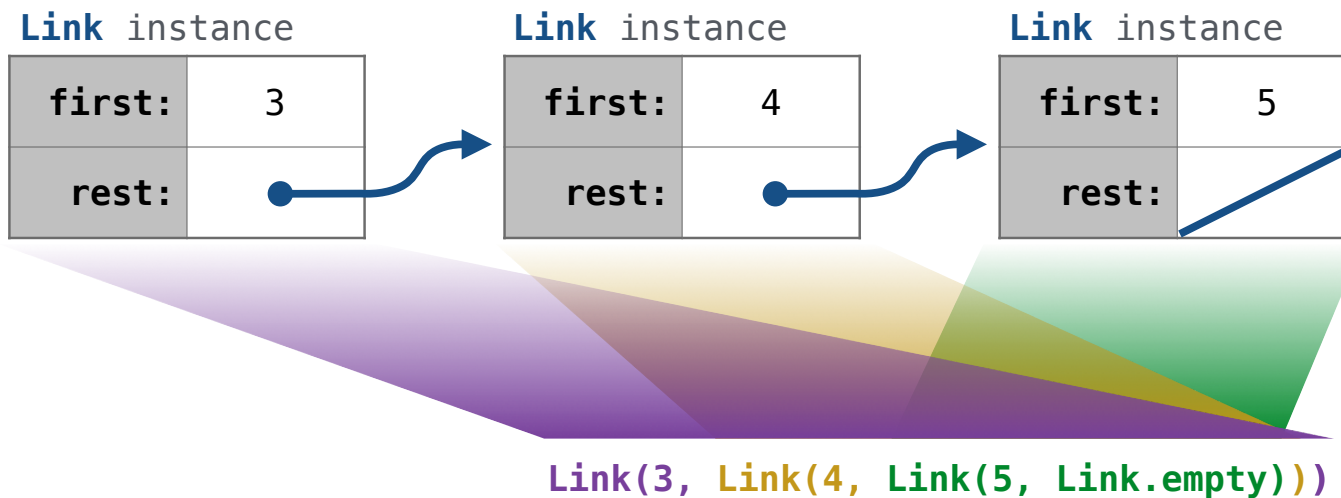 Link instance Link instance Link instance
first: 3 first: 4 first: 5
rest: rest: rest:
Link(3, Link(4, Link(5, Link.empty)))